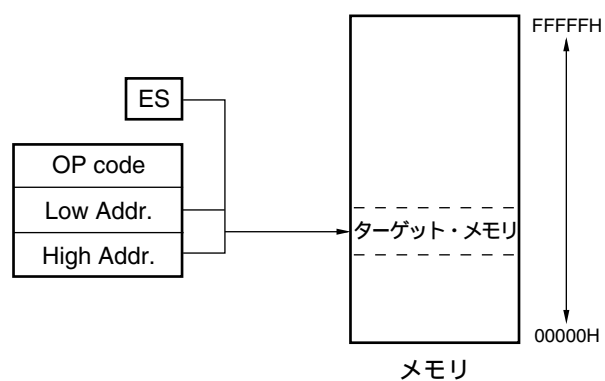 FFFFFH
ES
OP code
Low Addr.
High Addr.
ターゲット・メモリ
00000H
メモリ